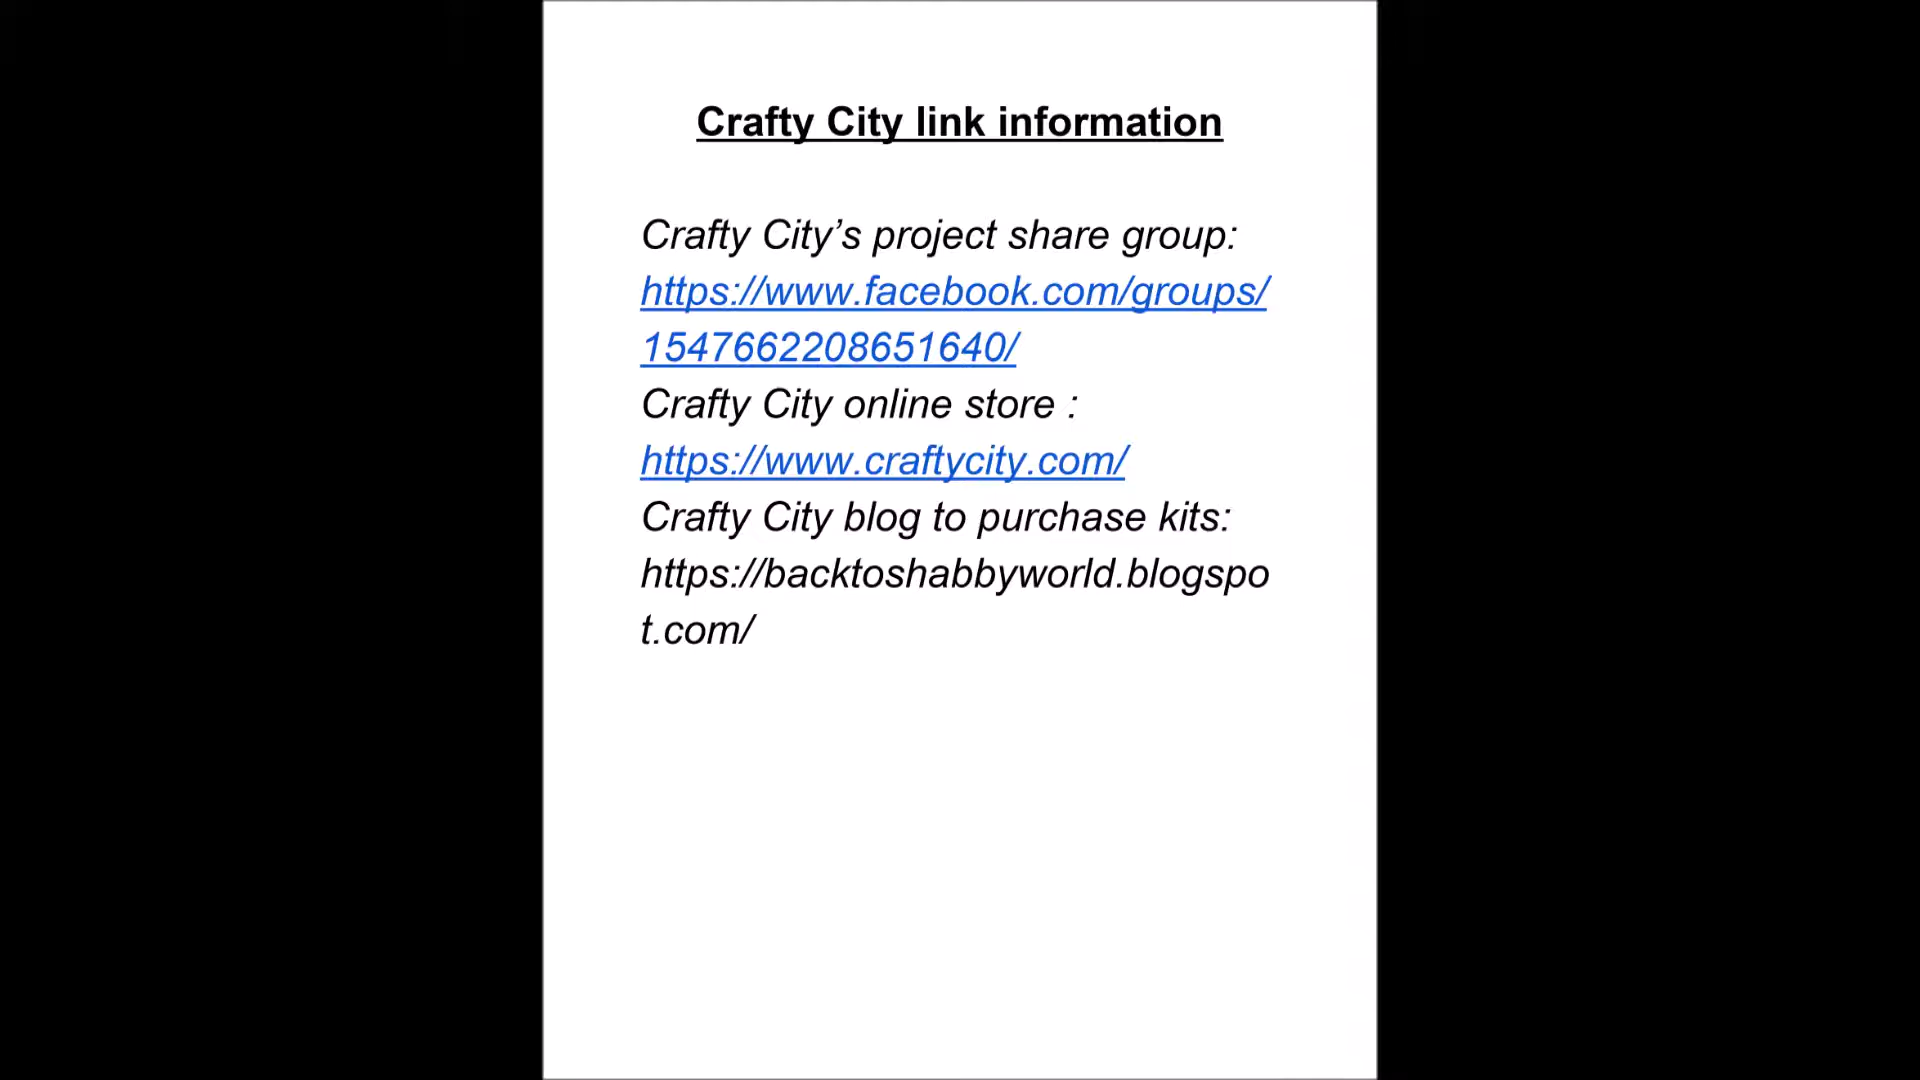 Crafty City link information
Crafty City’s project share group:
https://www.facebook.com/groups/
1547662208651640/
Crafty City online store :
https://www.craftycity.com/
Crafty City blog to purchase kits:
https://backtoshabbyworld.blogspo
t.com/